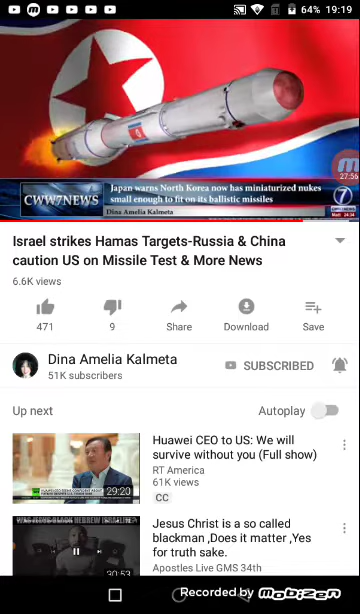 64% 19:19
27:56
CWW7NEWS
Japan warns North Korea now has miniaturized nukes
small enough to fit on its ballistic missiles
Dina Amelia Kalmeta
7
Israel strikes Hamas Targets-Russia & China
caution US on Missile Test & More News
6.6K views
471
9
Share
Download
Save
Dina Amelia Kalmeta
51K subscribers
SUBSCRIBED
Up next
Autoplay
Huawei CEO to US: We will
survive without you (Full show)
RT America
61K views
CC
29:20
Jesus Christ is a so called
blackman ,Does it matter ,Yes
for truth sake.
Apostles Live GMS 34th
30:53
Recorded by Mobizen